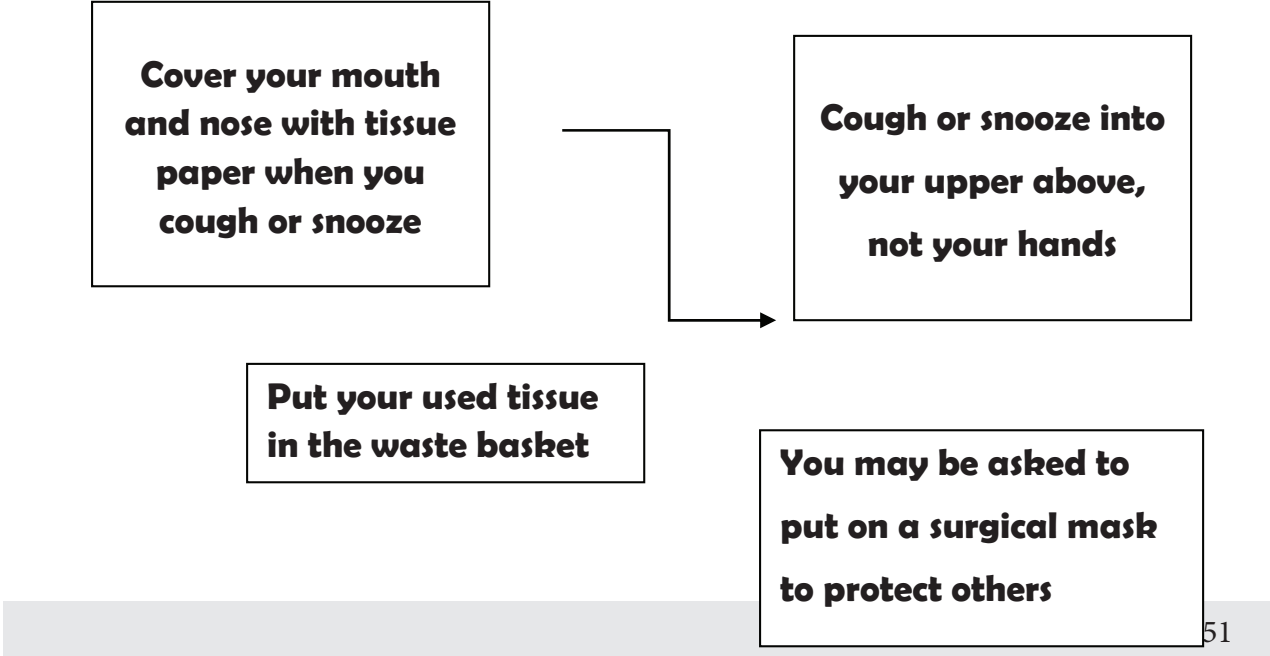 Cover your mouth
and nose with tissue
paper when you
cough or snooze
Cough or snooze into
your upper above,
not your hands
Put your used tissue
in the waste basket
You may be asked to
put on a surgical mask
to protect others
51